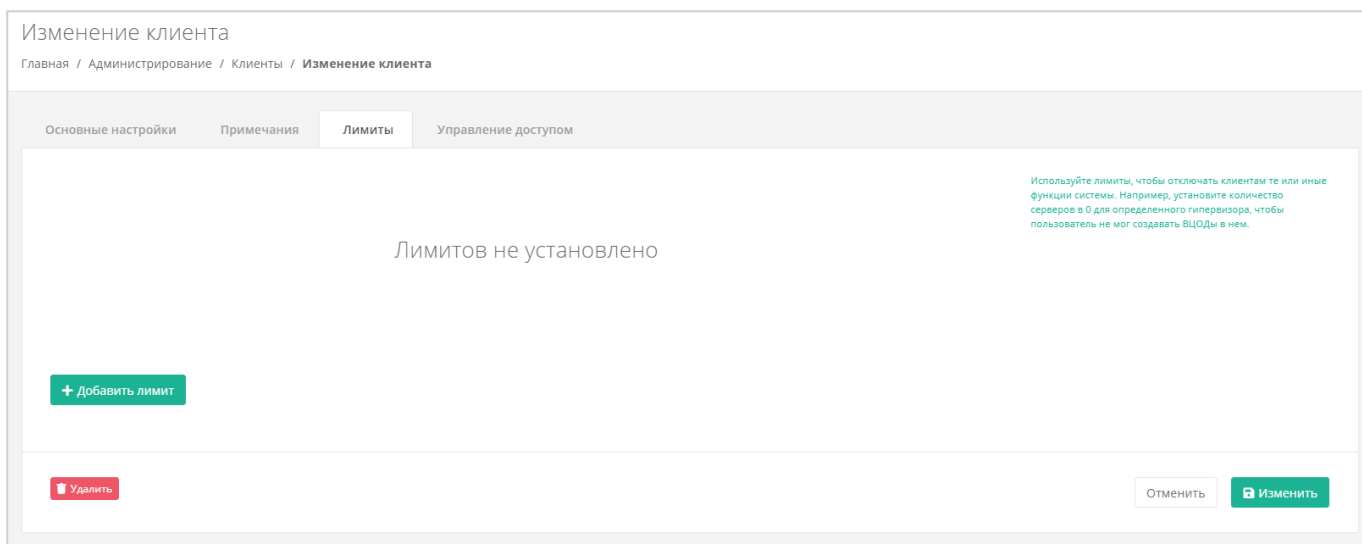 Изменение клиента
Главная / Администрирование / Клиенты / Изменение клиента
Основные настройки Примечания Лимиты Управление доступом
Используйте лимиты, чтобы отключать клиентам те или иные
функции системы. Например, установите количество
серверов в 0 для определенного гипервизора, чтобы
пользователь не мог создавать ВЦОДы в нем.
Лимитов не установлено
Добавить лимит
Удалить Отменить Изменить